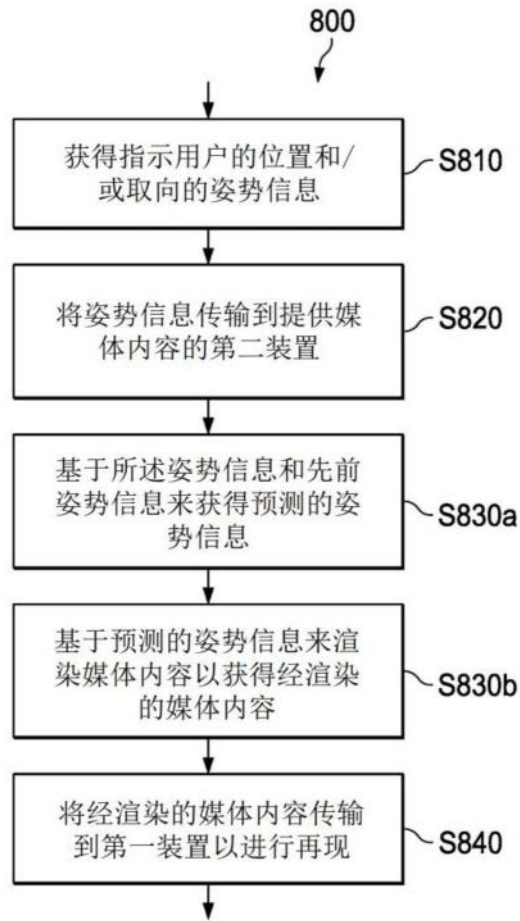 800
获得指示用户的位置和/
或取向的姿势信息
S810
将姿势信息传输到提供媒
体内容的第二装置
S820
基于所述姿势信息和先前
姿势信息来获得预测的姿
势信息
S830a
基于预测的姿势信息来渲
染媒体内容以获得经渲染
的媒体内容
S830b
将经渲染的媒体内容传输
到第一装置以进行再现
S840